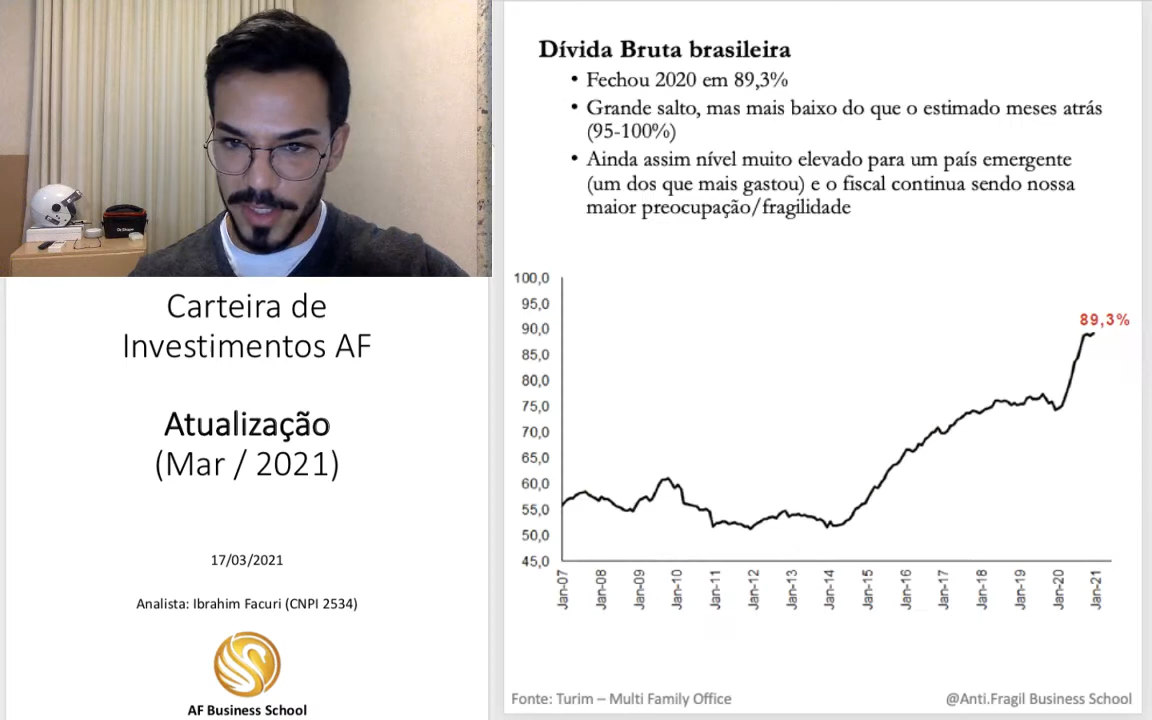 Carteira de
Investimentos AF
Atualização
(Mar / 2021)
17/03/2021
Analista: Ibrahim Facuri (CNPI 2534)
AF Business School
Dívida Bruta brasileira
• Fechou 2020 em 89,3%
• Grande salto, mas mais baixo do que o estimado meses atrás
(95-100%)
• Ainda assim nível muito elevado para um país emergente
(um dos que mais gastou) e o fiscal continua sendo nossa
maior preocupação/fragilidade
100,0
95,0
90,0
85,0
80,0
75,0
70,0
65,0
60,0
55,0
50,0
45,0
89,3%
Jan-07
Jan-08
Jan-09
Jan-10
Jan-11
Jan-12
Jan-13
Jan-14
Jan-15
Jan-16
Jan-17
Jan-18
Jan-19
Jan-20
Jan-21
Fonte: Turim – Multi Family Office
@Anti.Fragil Business School